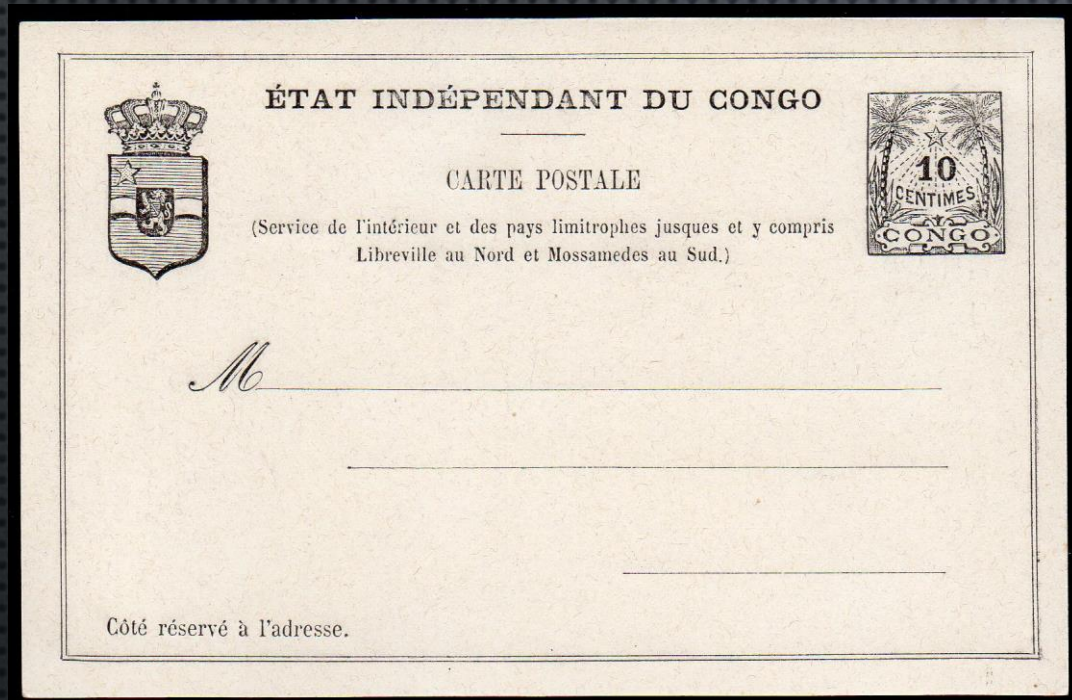 ÉTAT INDÉPENDANT DU CONGO
CARTE POSTALE
(Service de l'intérieur et des pays limitrophes jusques et y compris
Libreville au Nord et Mossamedes au Sud.)
10
CENTIMES
CONGO
M
Côté réservé à l'adresse.